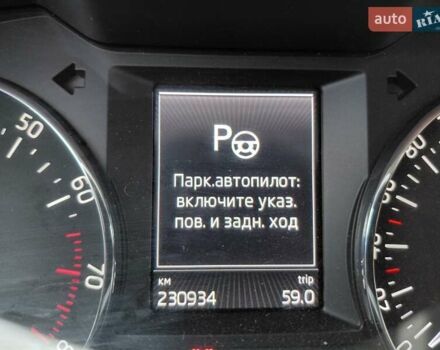 auto RIA
P
Парк.автопилот:
включите указ.
пов. и задн. ход
км trip
230934 59.0
50
60
70